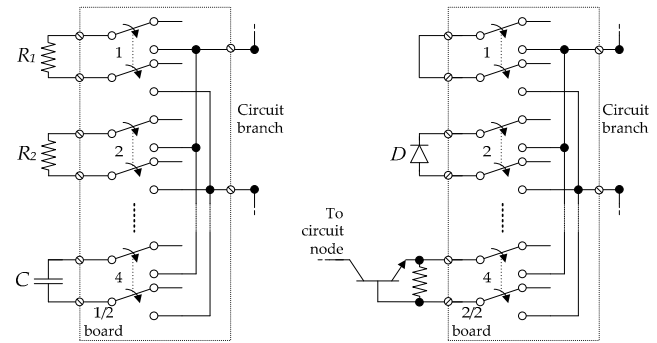 R1
1
R2
2
C
4
1/2
board
Circuit
branch
1
D
2
To
circuit
node
4
2/2
board
Circuit
branch